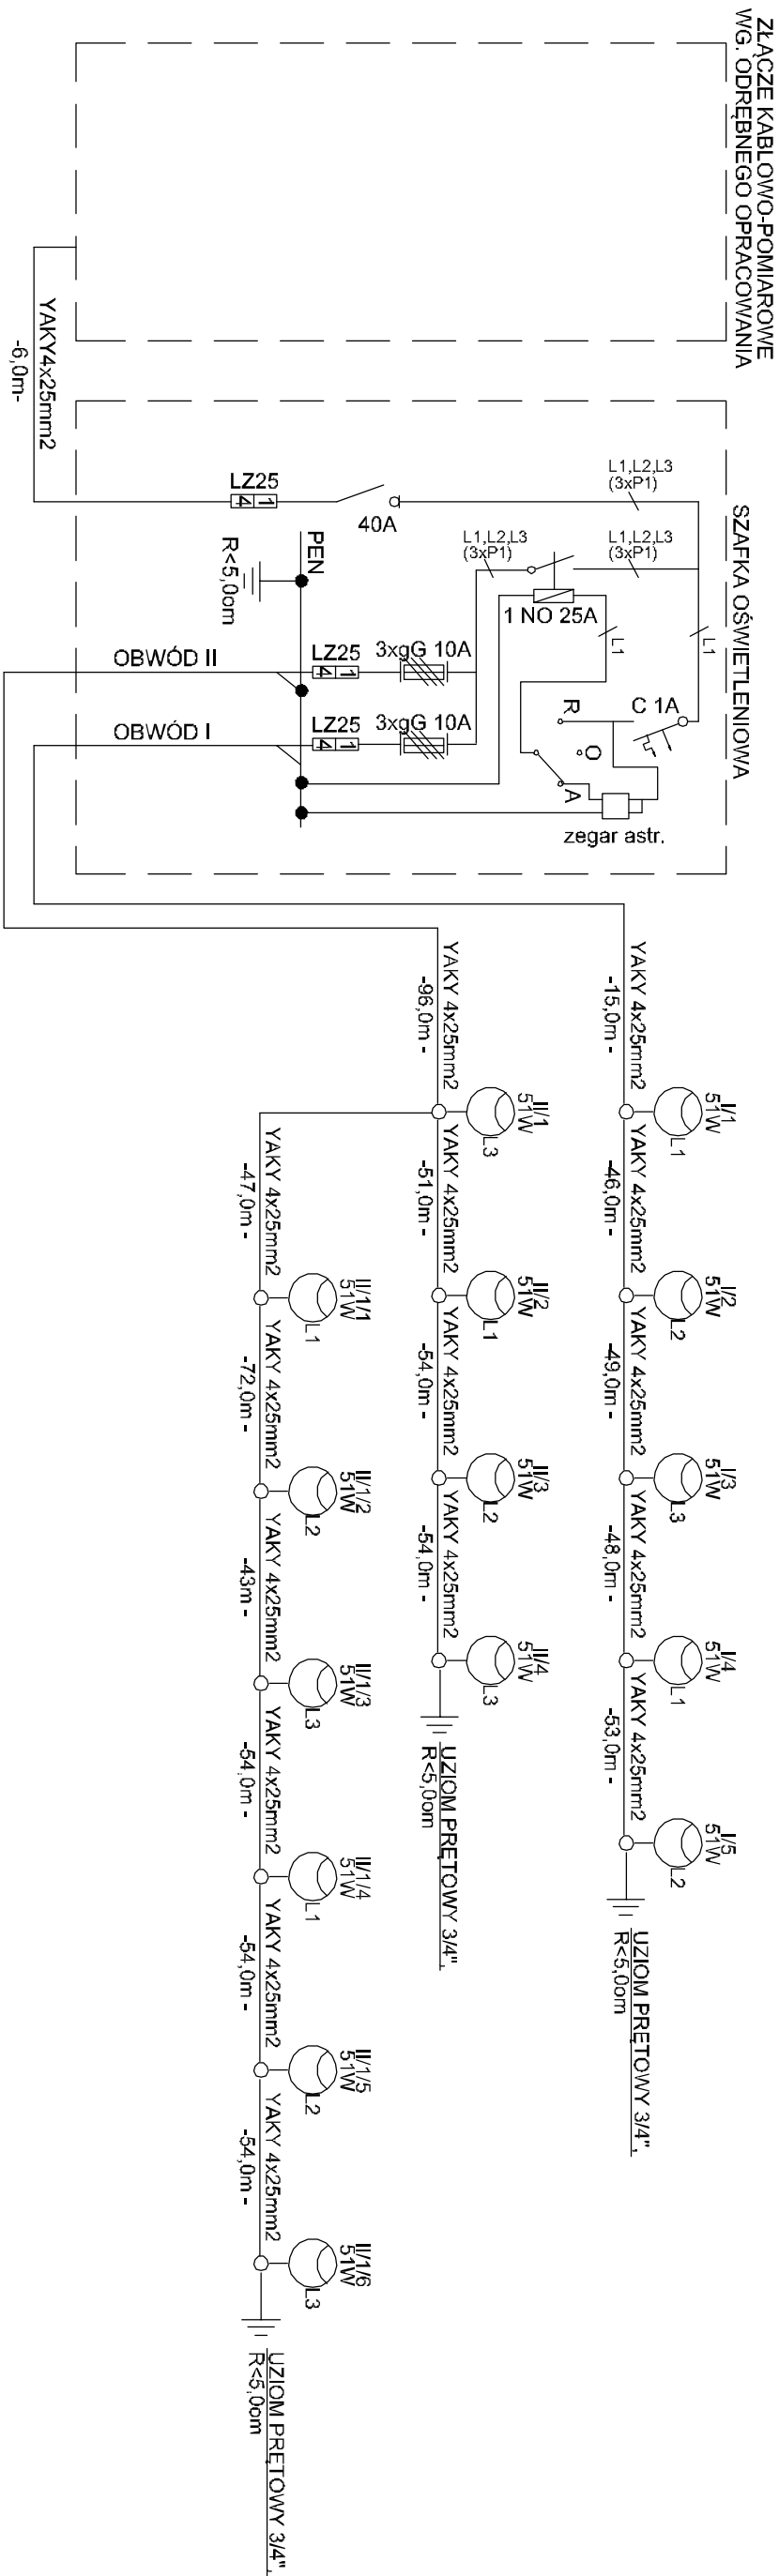 ZŁĄCZE KABLOWO-POMIAROWE
WG. ODRĘBNEGO OPRACOWANIA
YAKY4x25mm2
-6,0m-
SZAFKA OŚWIETLENIOWA
L1,L2,L3
(3xP1)
L1,L2,L3
(3xP1)
L1,L2,L3
(3xP1)
L1
L1
LZ25
4 1
40A
1 NO 25A
C 1A
R
O
A
zegar astr.
PEN
R<5,0om
3xgG 10A
LZ25
4 1
OBWÓD II
3xgG 10A
LZ25
4 1
OBWÓD I
YAKY 4x25mm2
-15,0m -
I/1
51W
L1
YAKY 4x25mm2
-46,0m -
I/2
51W
L2
YAKY 4x25mm2
-49,0m -
I/3
51W
L3
YAKY 4x25mm2
-48,0m -
I/4
51W
L1
YAKY 4x25mm2
-53,0m -
I/5
51W
L2
UZIOM PRĘTOWY 3/4",
R<5,0om
YAKY 4x25mm2
-96,0m -
II/1
51W
L3
YAKY 4x25mm2
-51,0m -
II/2
51W
L1
YAKY 4x25mm2
-54,0m -
II/3
51W
L2
YAKY 4x25mm2
-54,0m -
II/4
51W
L3
UZIOM PRĘTOWY 3/4",
R<5,0om
YAKY 4x25mm2
-47,0m -
II/1/1
51W
L1
YAKY 4x25mm2
-72,0m -
II/1/2
51W
L2
YAKY 4x25mm2
-43m -
II/1/3
51W
L3
YAKY 4x25mm2
-54,0m -
II/1/4
51W
L1
YAKY 4x25mm2
-54,0m -
II/1/5
51W
L2
YAKY 4x25mm2
-54,0m -
II/1/6
51W
L3
UZIOM PRĘTOWY 3/4",
R<5,0om